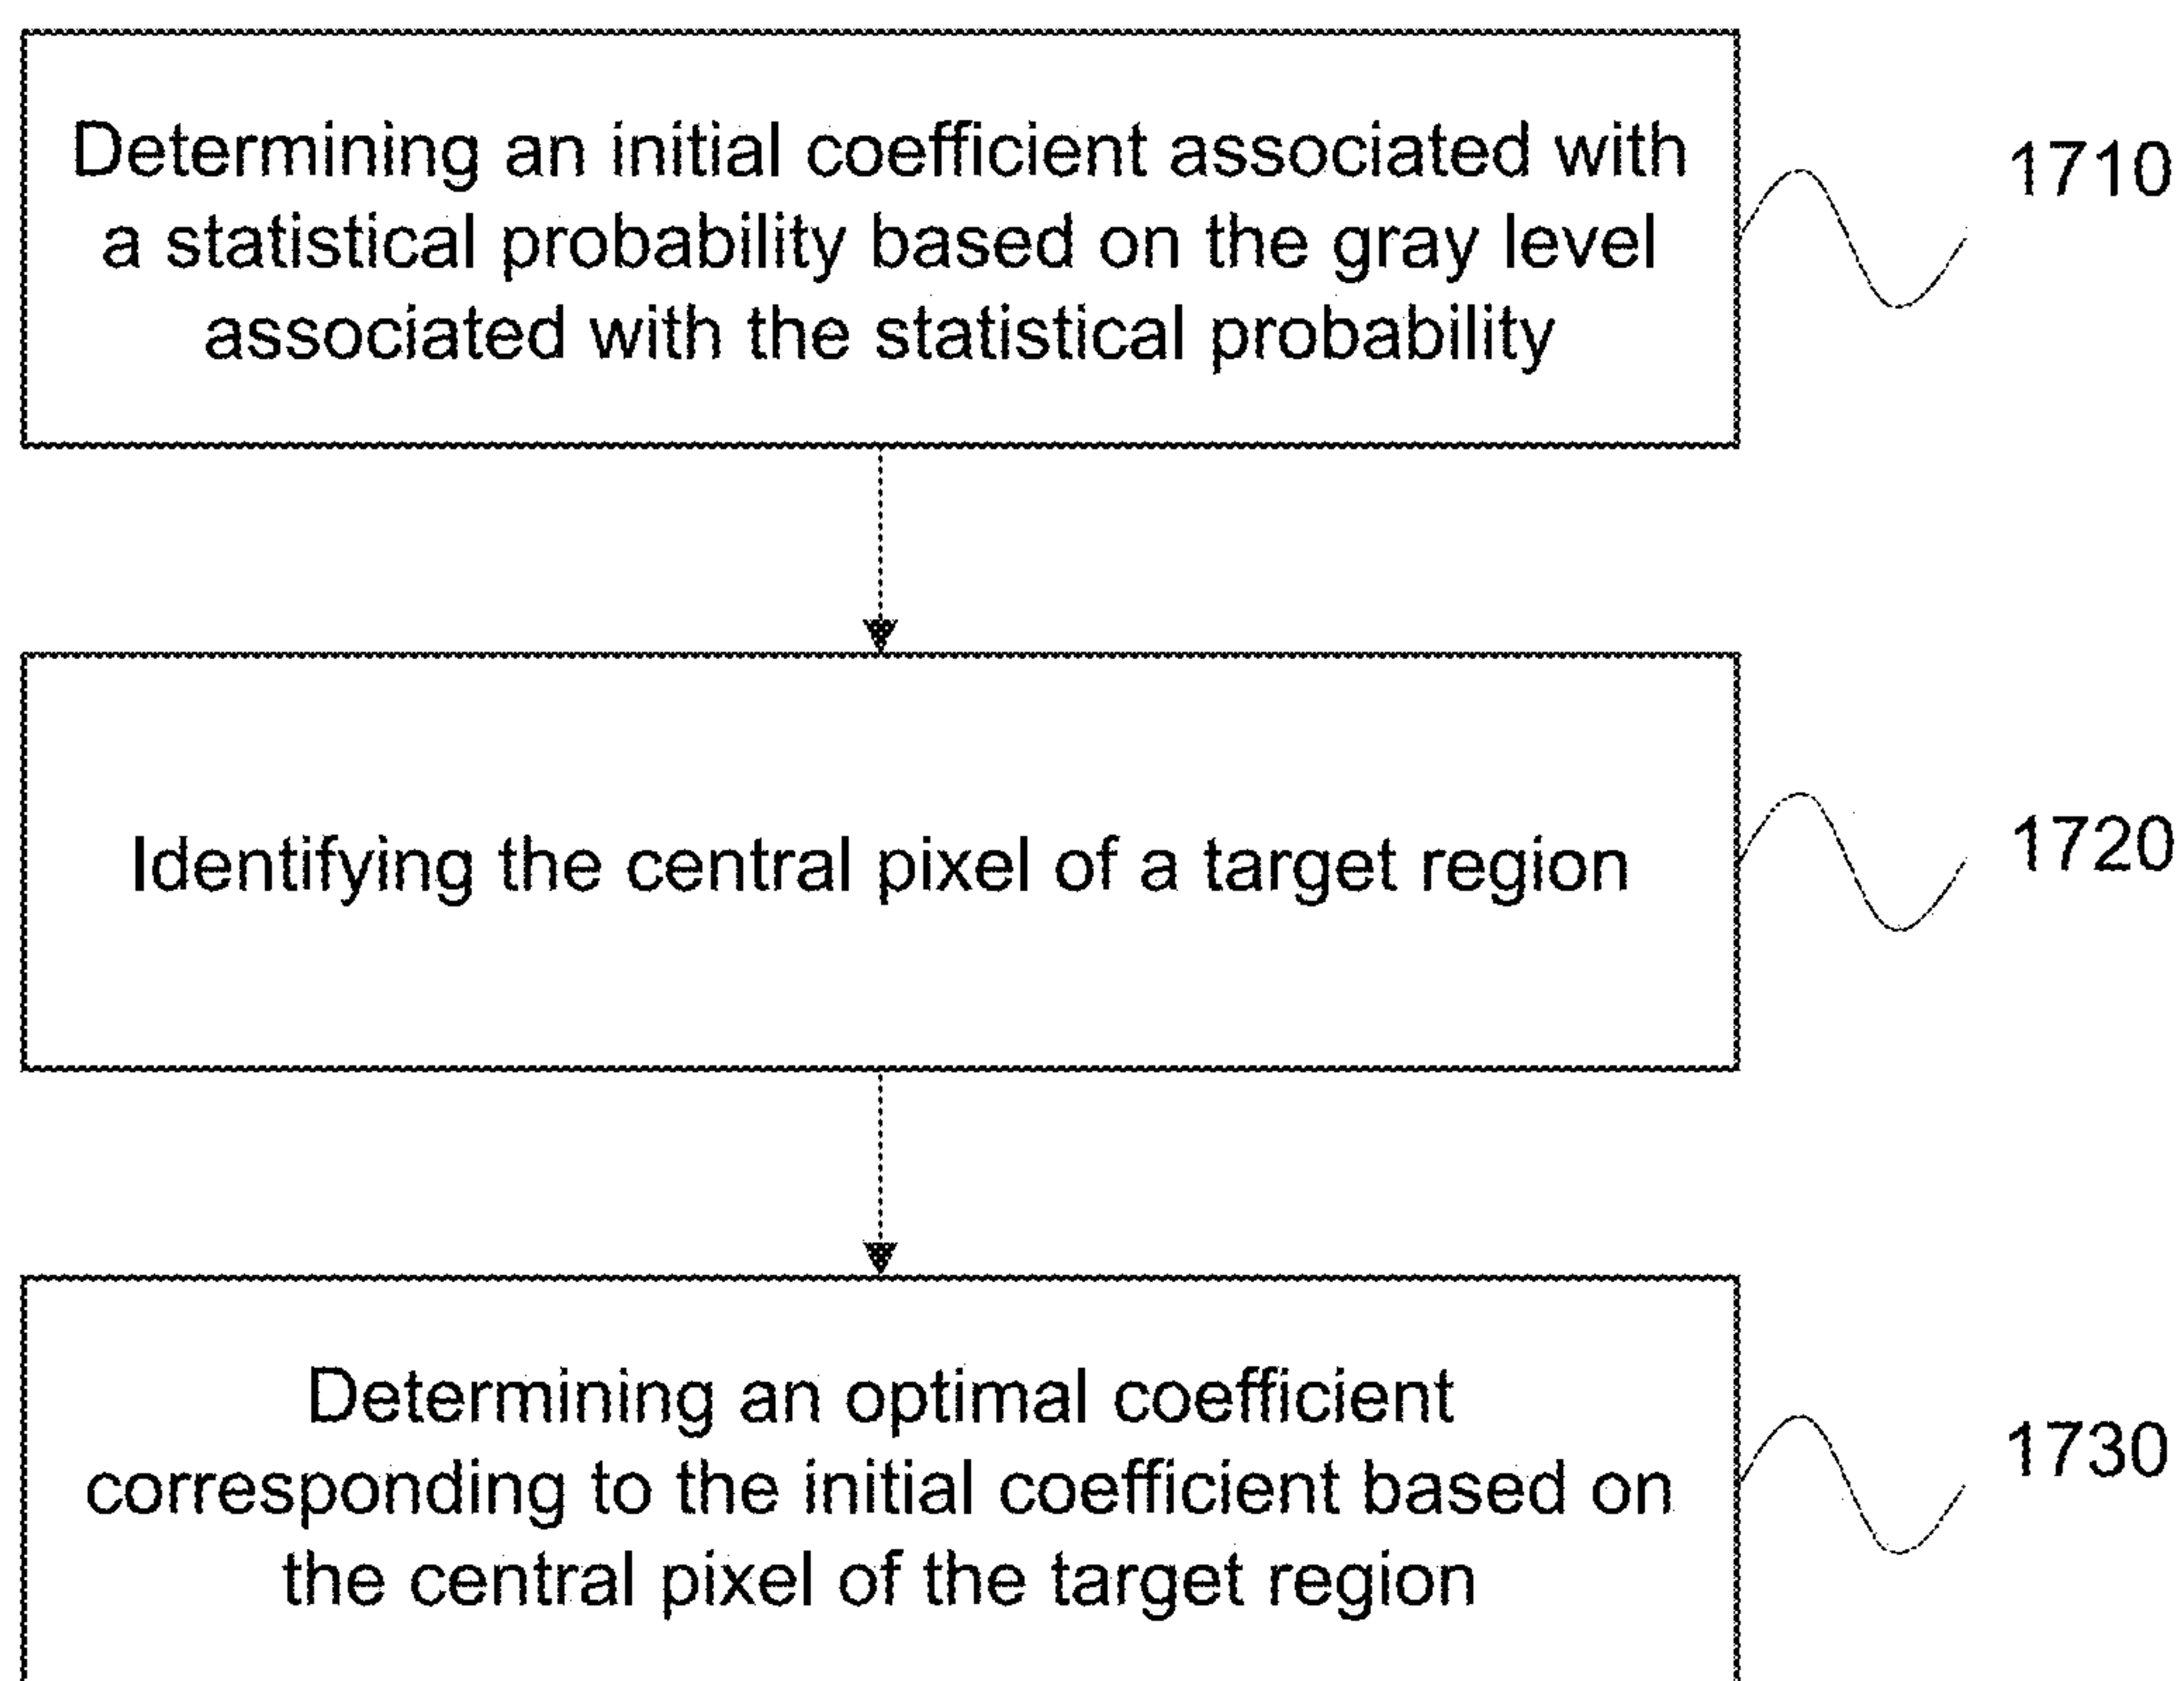 Determining an initial coefficient associated with
a statistical probability based on the gray level
associated with the statistical probability
1710
Identifying the central pixel of a target region
1720
Determining an optimal coefficient
corresponding to the initial coefficient based on
the central pixel of the target region
1730